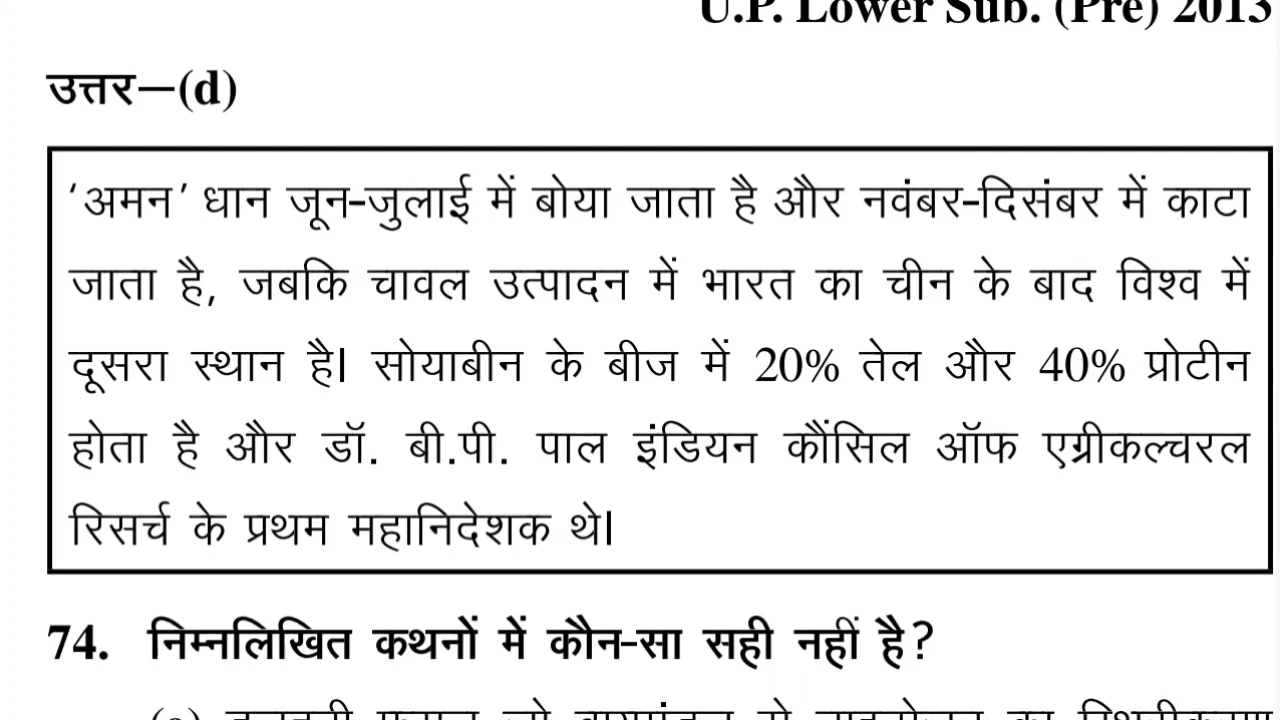 U.P. Lower Sub. (Pre) 2013
उत्तर—(d)
‘अमन’ धान जून-जुलाई में बोया जाता है और नवंबर-दिसंबर में काटा
जाता है, जबकि चावल उत्पादन में भारत का चीन के बाद विश्व में
दूसरा स्थान है। सोयाबीन के बीज में 20% तेल और 40% प्रोटीन
होता है और डॉ. बी.पी. पाल इंडियन कौंसिल ऑफ एग्रीकल्चरल
रिसर्च के प्रथम महानिदेशक थे।
74. निम्नलिखित कथनों में कौन-सा सही नहीं है?